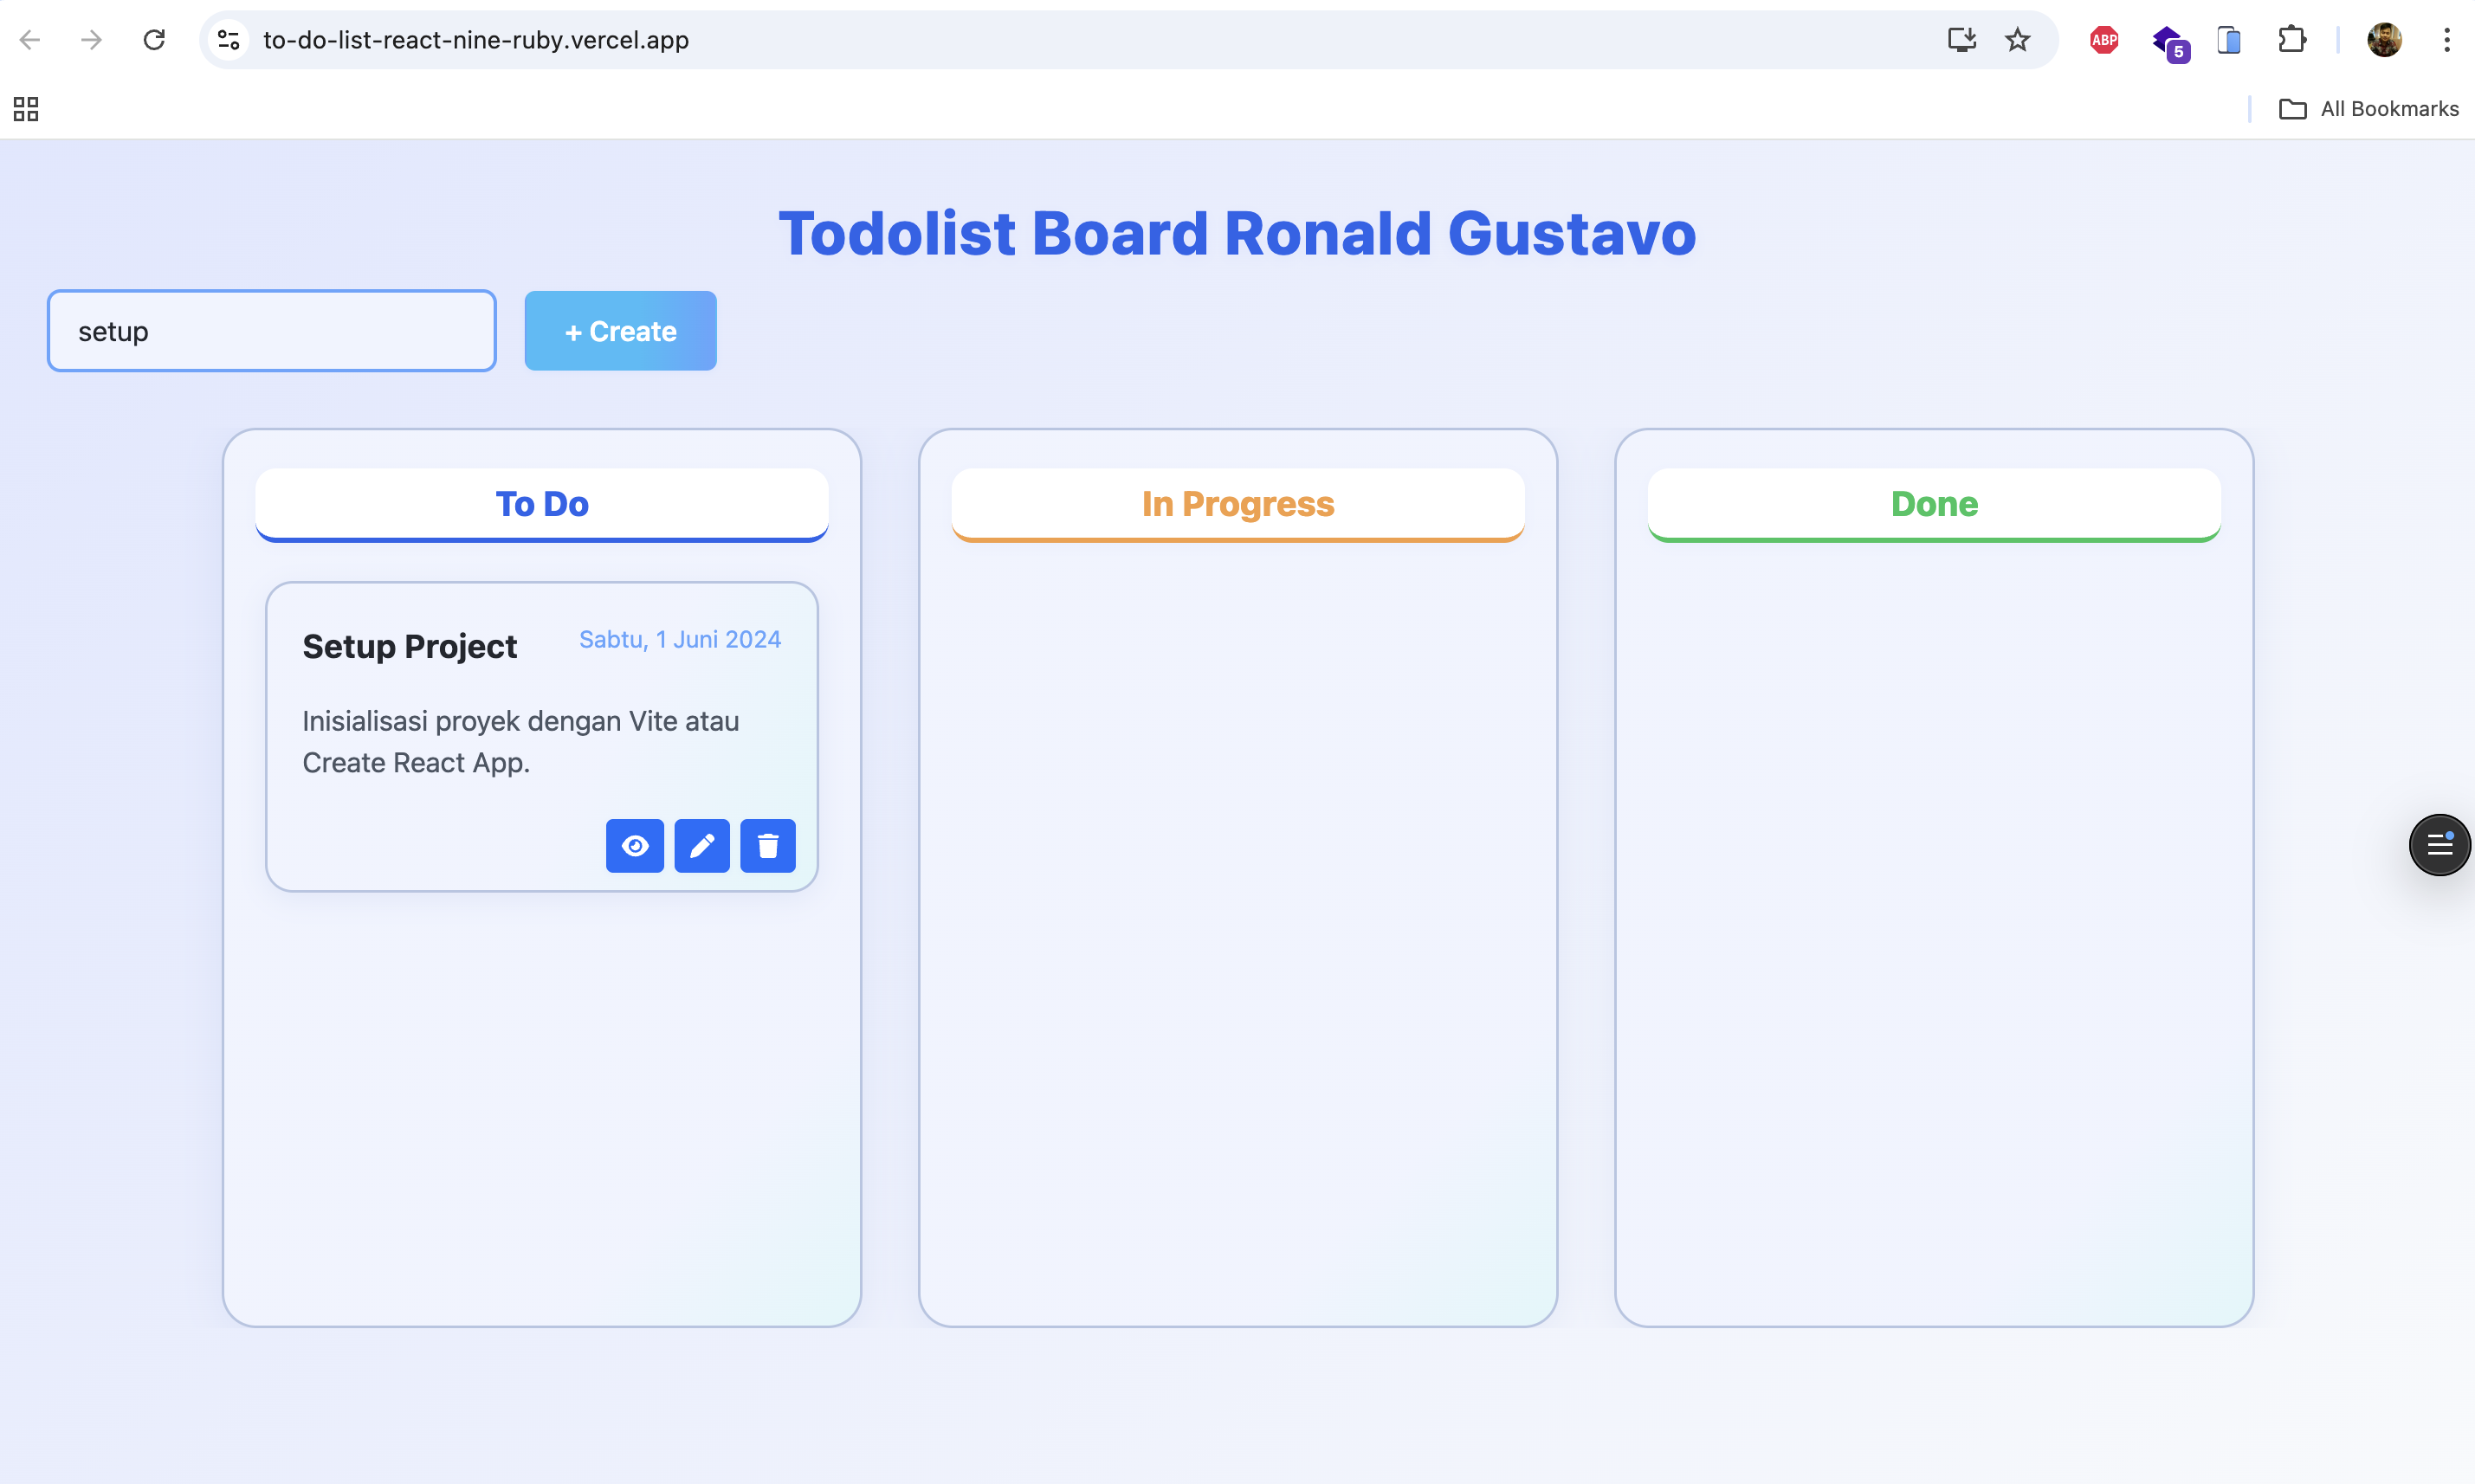 to-do-list-react-nine-ruby.vercel.app
ABP
5
All Bookmarks
Todolist Board Ronald Gustavo
setup
+ Create
To Do
In Progress
Done
Setup Project
Sabtu, 1 Juni 2024
Inisialisasi proyek dengan Vite atau
Create React App.